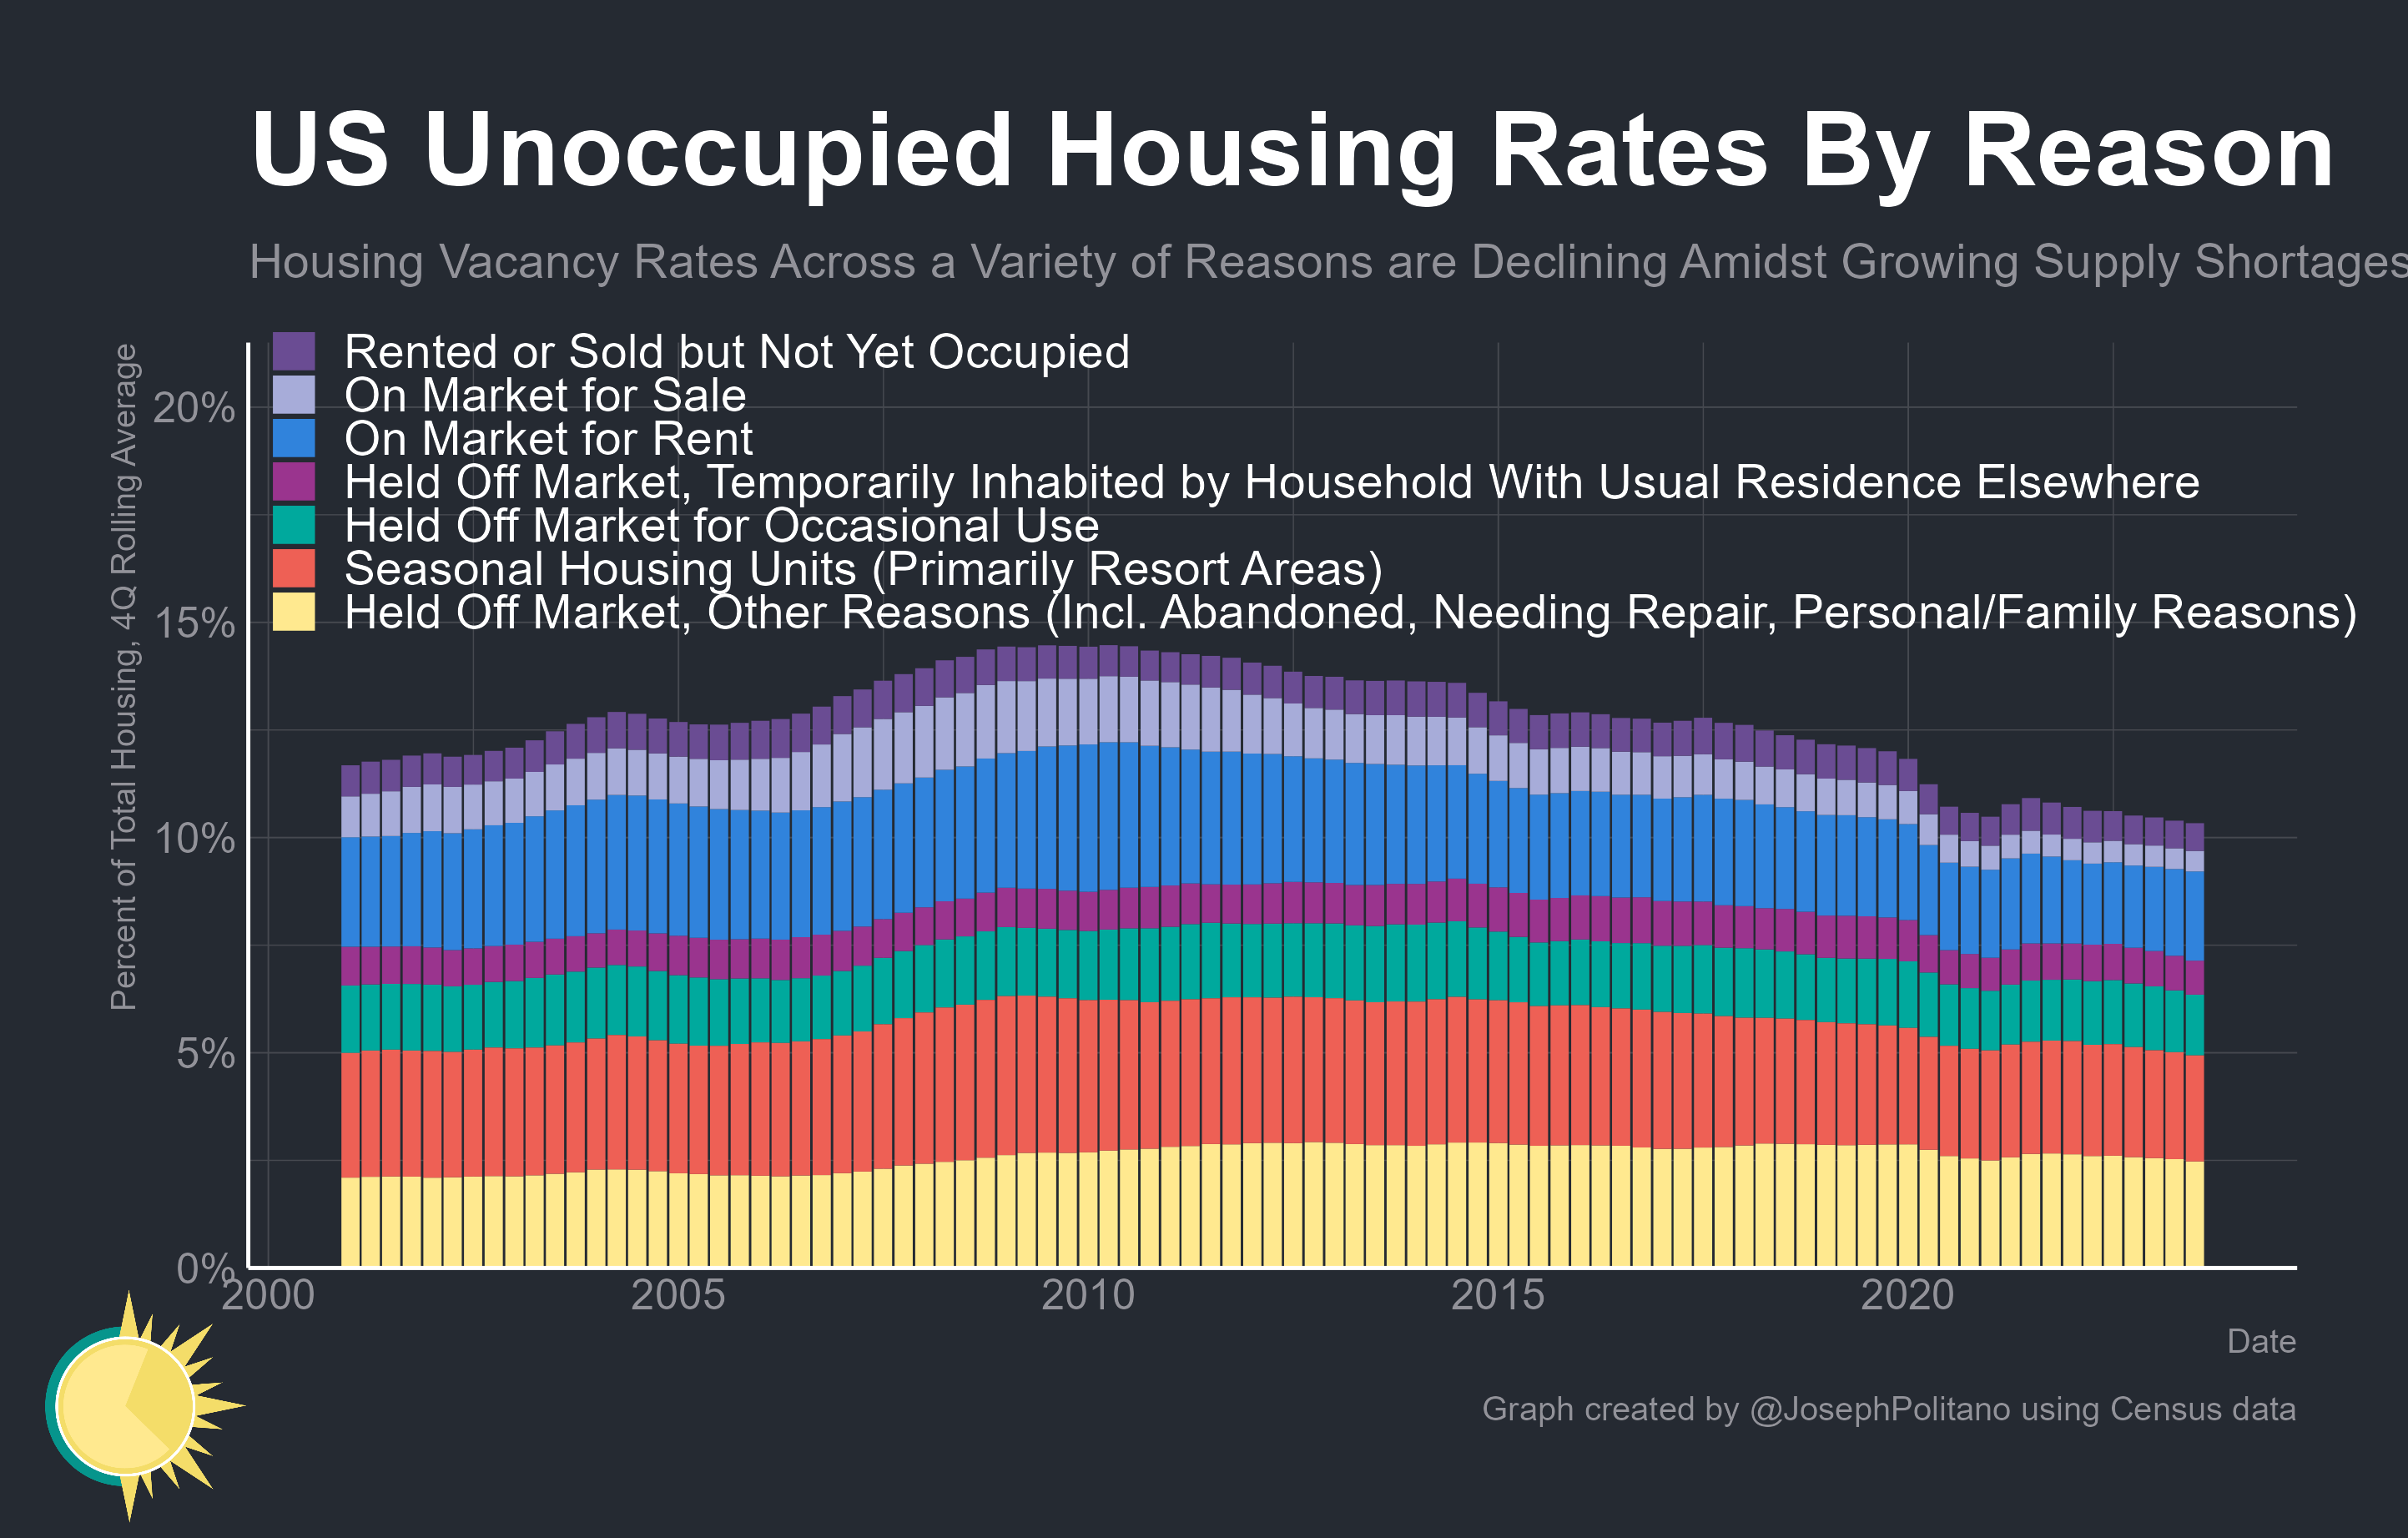 US Unoccupied Housing Rates By Reason
Housing Vacancy Rates Across a Variety of Reasons are Declining Amidst Growing Supply Shortages
Percent of Total Housing, 4Q Rolling Average
Rented or Sold but Not Yet Occupied
On Market for Sale
On Market for Rent
Held Off Market, Temporarily Inhabited by Household With Usual Residence Elsewhere
Held Off Market for Occasional Use
Seasonal Housing Units (Primarily Resort Areas)
Held Off Market, Other Reasons (Incl. Abandoned, Needing Repair, Personal/Family Reasons)
20%
15%
10%
5%
0%
2000 2005 2010 2015 2020
Date
Graph created by @JosephPolitano using Census data